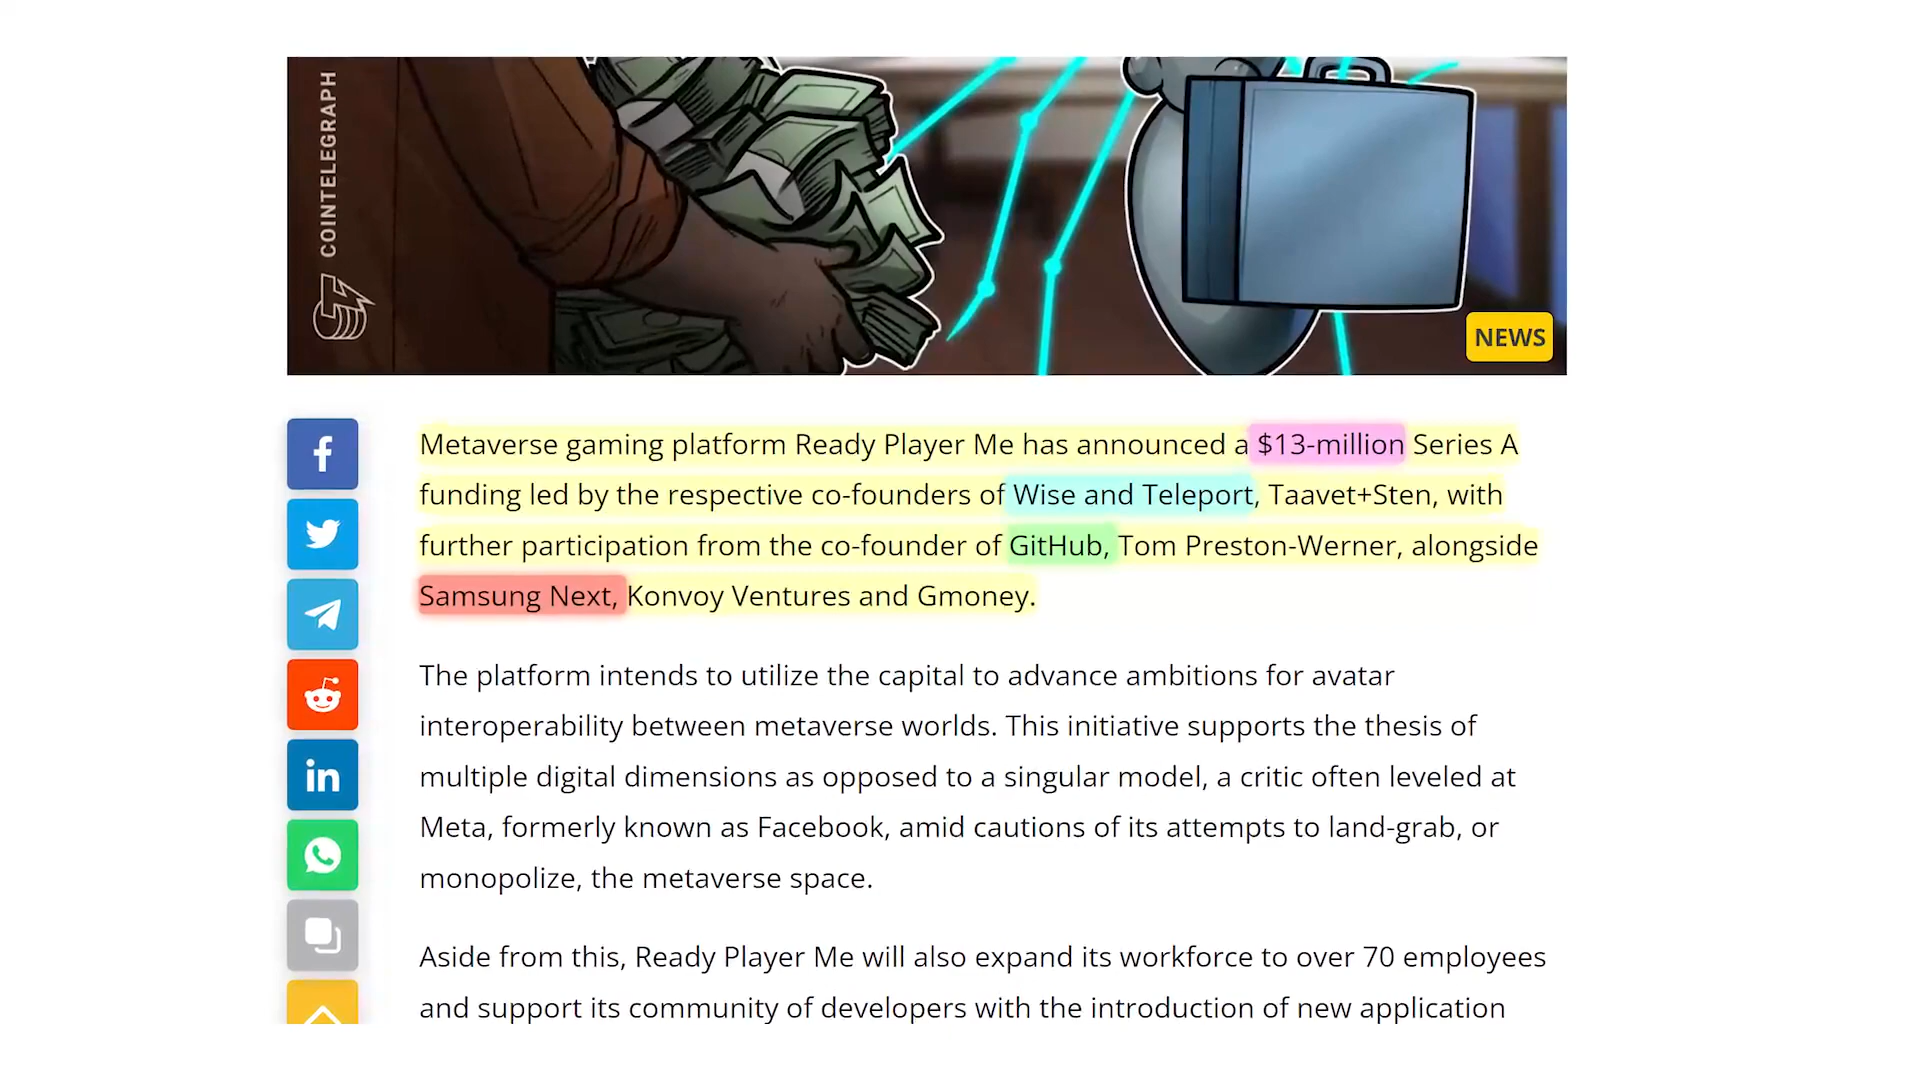 COINTELEGRAPH
NEWS
Metaverse gaming platform Ready Player Me has announced a $13-million Series A
funding led by the respective co-founders of Wise and Teleport, Taavet+Sten, with
further participation from the co-founder of GitHub, Tom Preston-Werner, alongside
Samsung Next, Konvoy Ventures and Gmoney.
The platform intends to utilize the capital to advance ambitions for avatar
interoperability between metaverse worlds. This initiative supports the thesis of
multiple digital dimensions as opposed to a singular model, a critic often leveled at
Meta, formerly known as Facebook, amid cautions of its attempts to land-grab, or
monopolize, the metaverse space.
Aside from this, Ready Player Me will also expand its workforce to over 70 employees
and support its community of developers with the introduction of new application